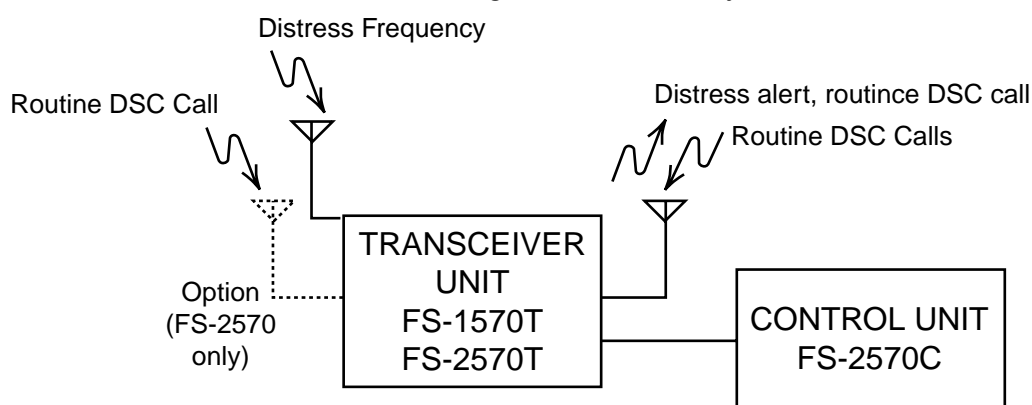 Distress Frequency
Routine DSC Call
Distress alert, routince DSC call
Routine DSC Calls
Option
(FS-2570
only)
TRANSCEIVER
UNIT
FS-1570T
FS-2570T
CONTROL UNIT
FS-2570C